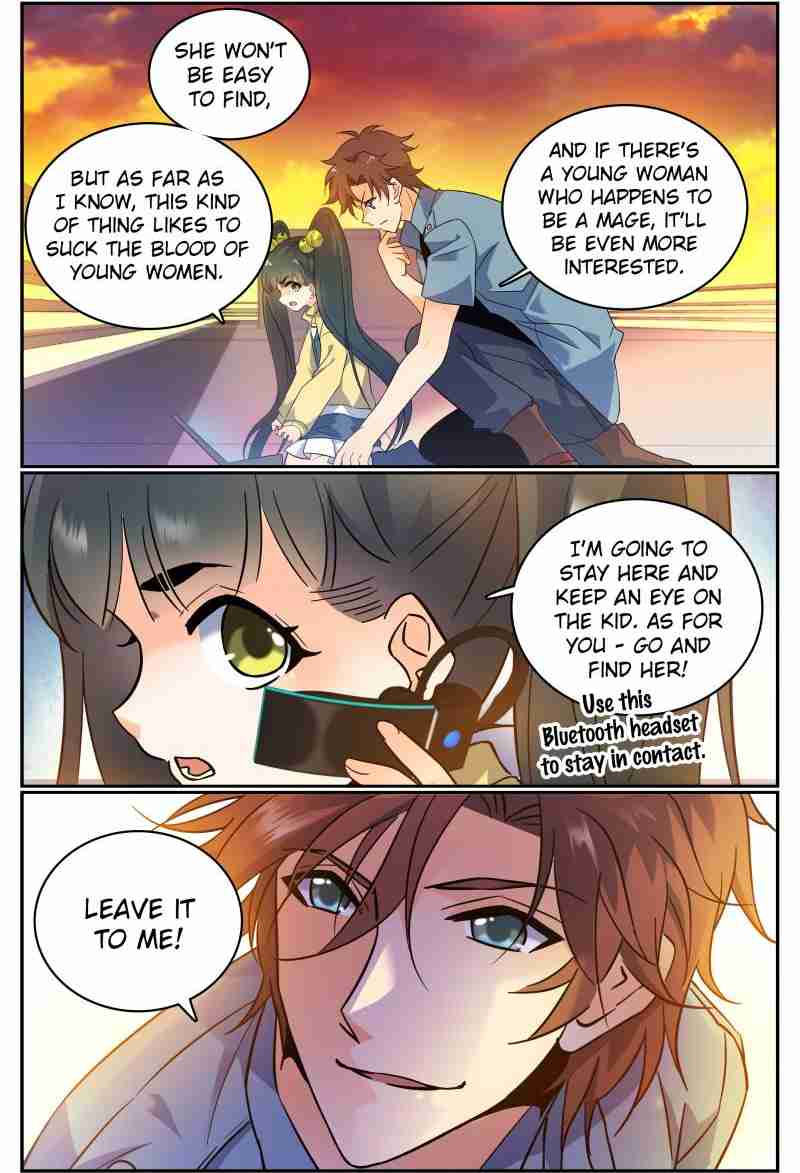 SHE WON'T
BE EASY
TO FIND,
BUT AS FAR AS
I KNOW, THIS KIND
OF THING LIKES TO
SUCK THE BLOOD OF
YOUNG WOMEN.
AND IF THERE'S
A YOUNG WOMAN
WHO HAPPENS TO
BE A MAGE, IT'LL
BE EVEN MORE
INTERESTED.
I'M GOING TO
STAY HERE AND
KEEP AN EYE ON
THE KID. AS FOR
YOU - GO AND
FIND HER!
Use this
Bluetooth headset
to stay in contact.
LEAVE IT
TO ME!